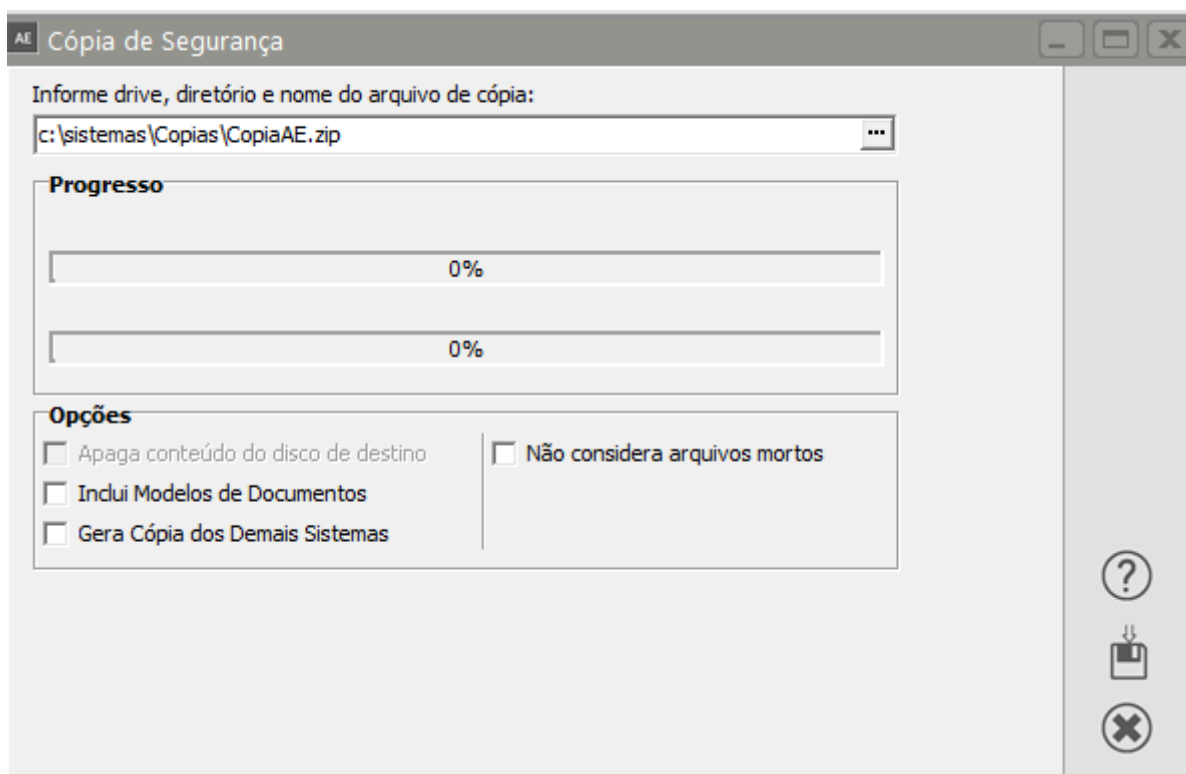 AE Cópia de Segurança
Informe drive, diretório e nome do arquivo de cópia:
c:\sistemas\Copias\CopiaAE.zip ...
Progresso
0%
0%
Opções
Apaga conteúdo do disco de destino
Não considera arquivos mortos
Inclui Modelos de Documentos
Gera Cópia dos Demais Sistemas
?